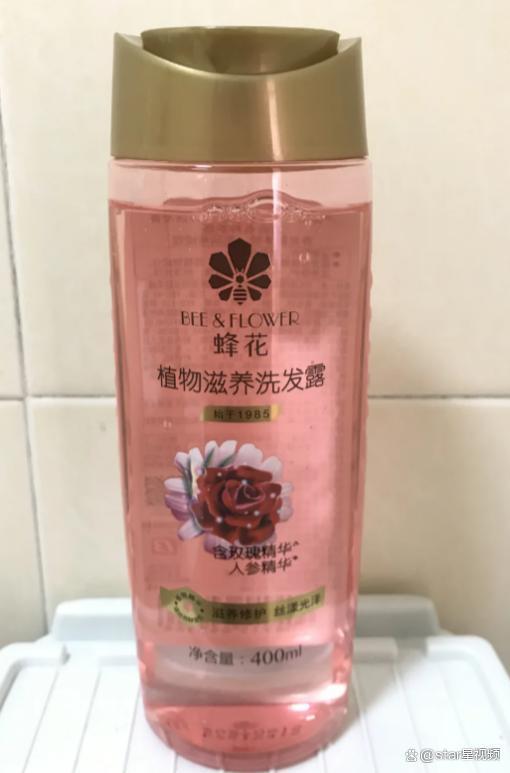 BEE & FLOWER
蜂花
植物滋养洗发露
始于1985
含玫瑰精华^
人参精华*
滋养修护 丝漾光泽
净含量：400ml
@star星视频